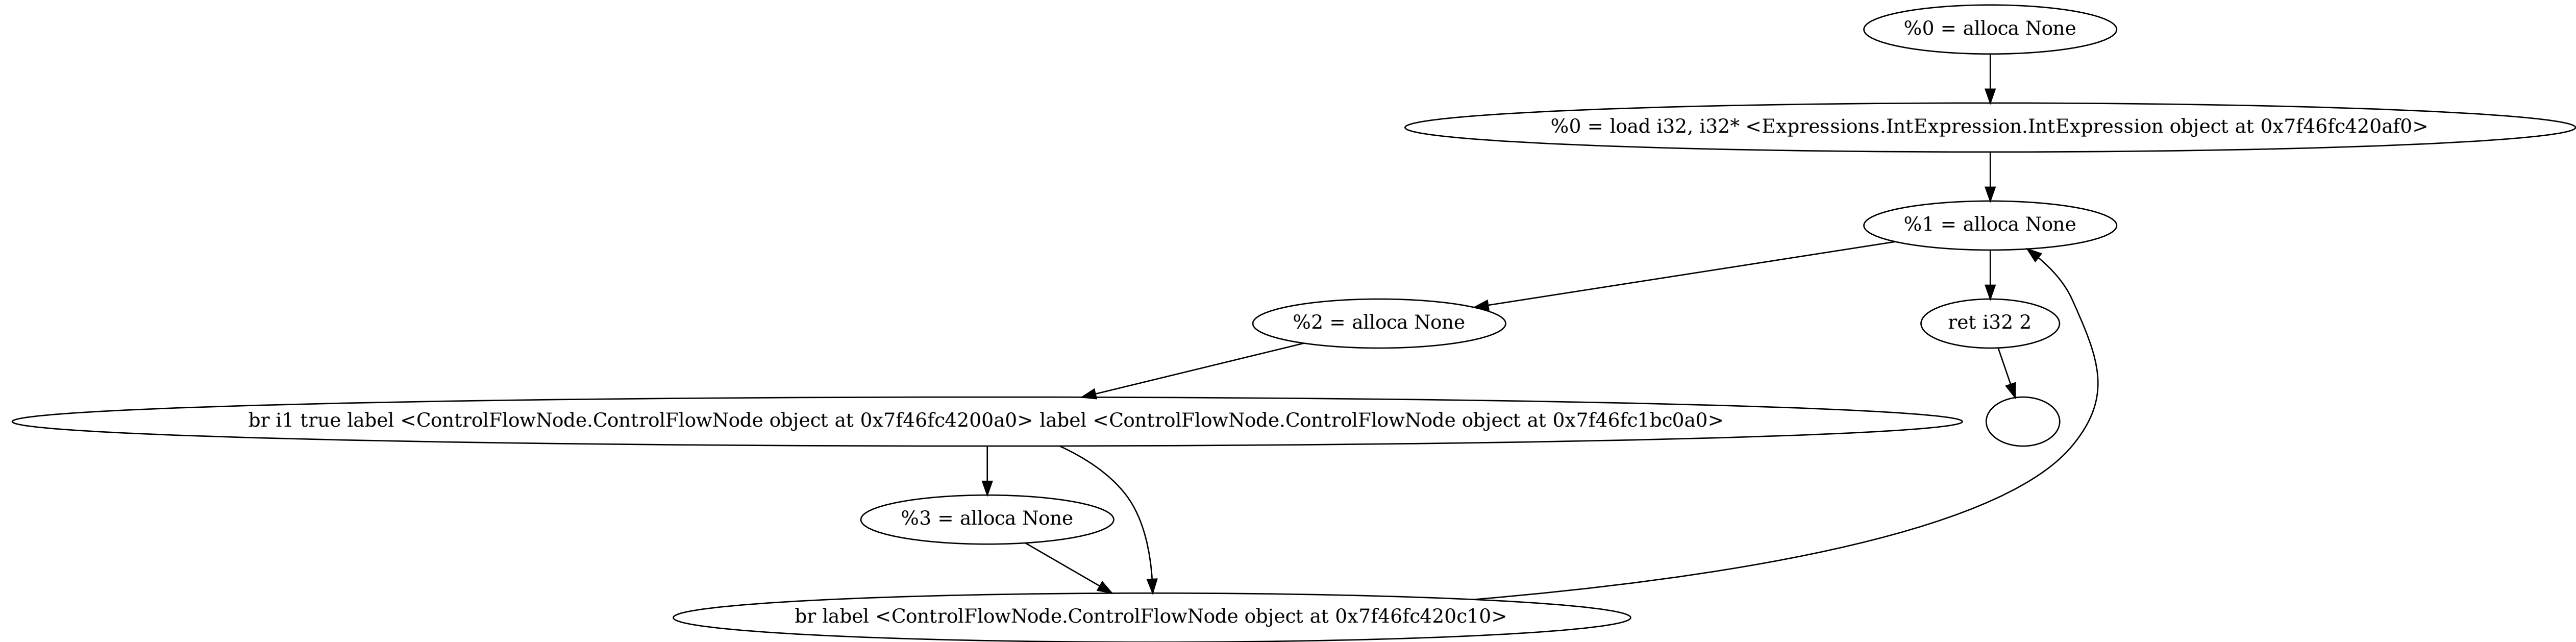 %0 = alloca None
%0 = load i32, i32* <Expressions.IntExpression.IntExpression object at 0x7f46fc420af0>
%1 = alloca None
%2 = alloca None
ret i32 2
br i1 true label <ControlFlowNode.ControlFlowNode object at 0x7f46fc4200a0> label <ControlFlowNode.ControlFlowNode object at 0x7f46fc1bc0a0>
%3 = alloca None
br label <ControlFlowNode.ControlFlowNode object at 0x7f46fc420c10>